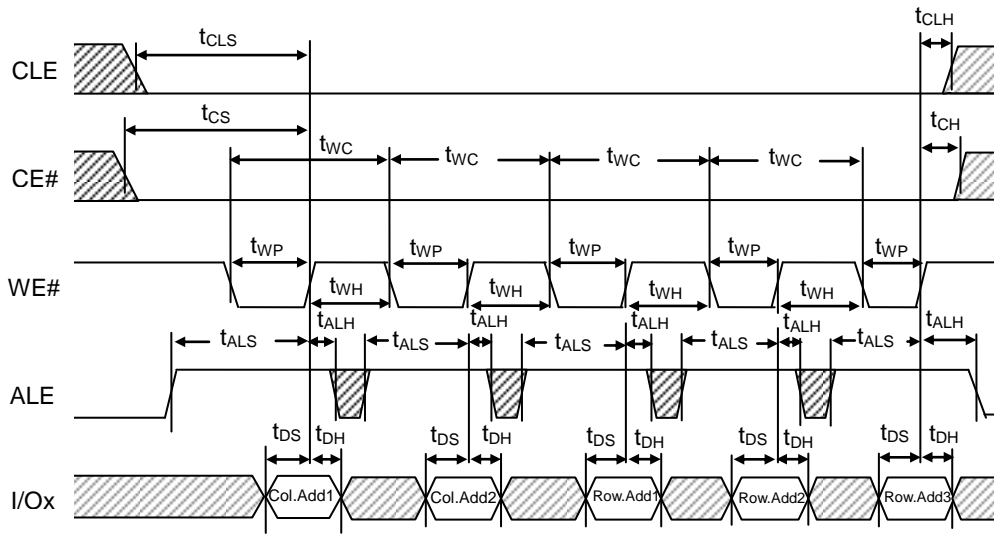 tCLS tCLH
CLE
tCS tCH
tWC tWC tWC tWC
CE#
tWP tWP tWP tWP tWP
WE#
tWH tWH tWH tWH
tALS tALH tALS tALH tALS tALH tALS tALH tALS tALH
ALE
tDS tDH tDS tDH tDS tDH tDS tDH tDS tDH
I/Ox Col.Add1 Col.Add2 Row.Add1 Row.Add2 Row.Add3